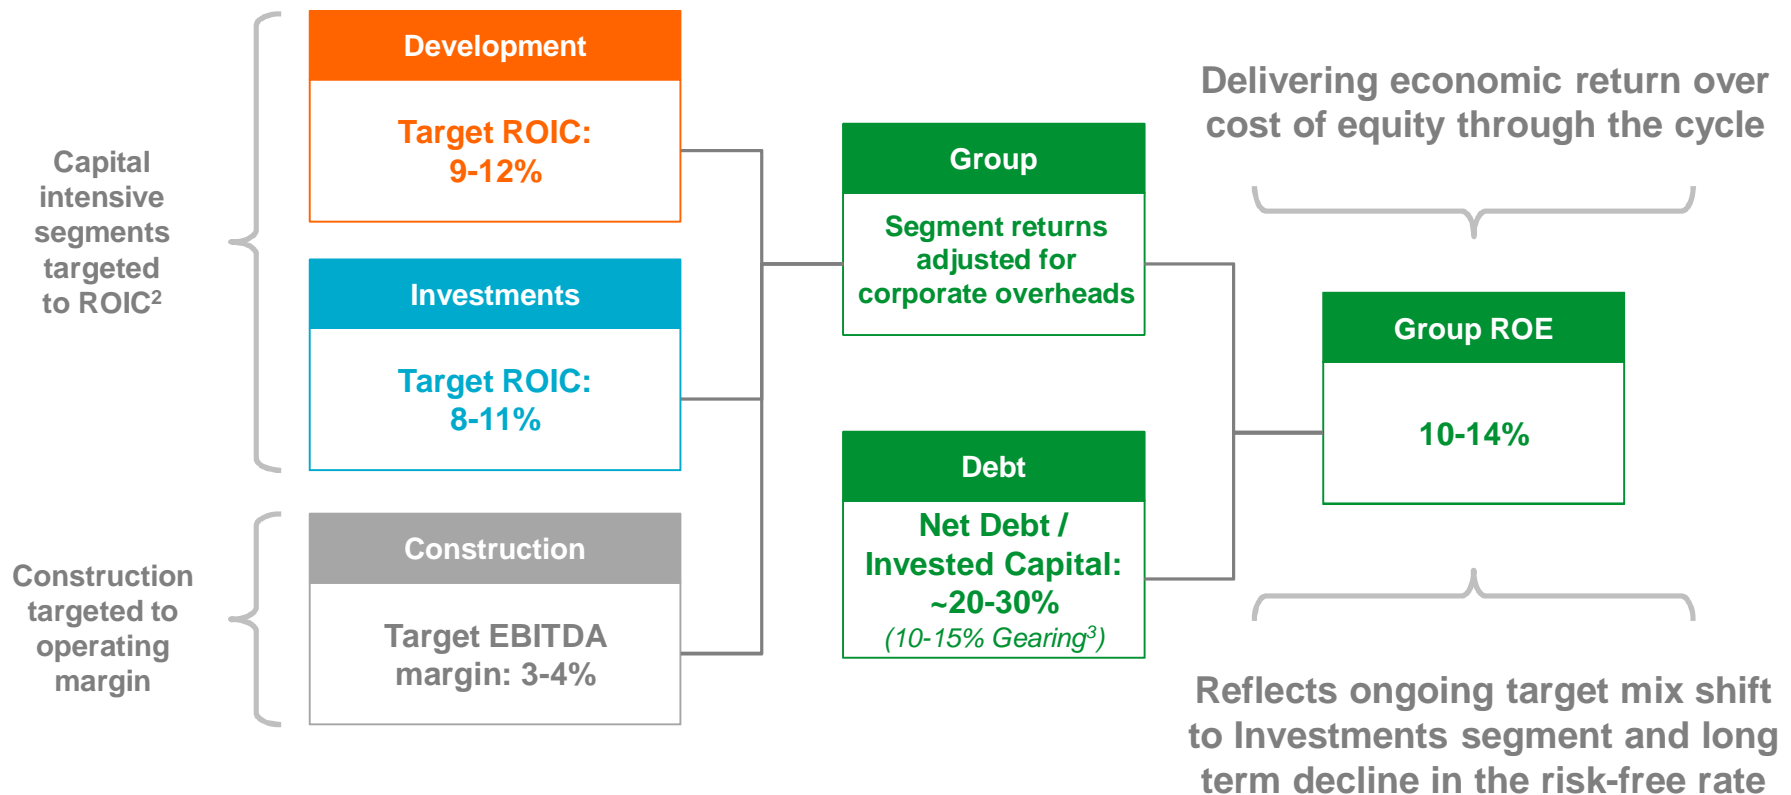 Capital
intensive
segments
targeted
to ROIC²
Development
Target ROIC:
9-12%
Investments
Target ROIC:
8-11%
Construction
targeted to
operating
margin
Construction
Target EBITDA
margin: 3-4%
Group
Segment returns
adjusted for
corporate overheads
Debt
Net Debt /
Invested Capital:
~20-30%
(10-15% Gearing³)
Delivering economic return over
cost of equity through the cycle
Group ROE
10-14%
Reflects ongoing target mix shift
to Investments segment and long
term decline in the risk-free rate